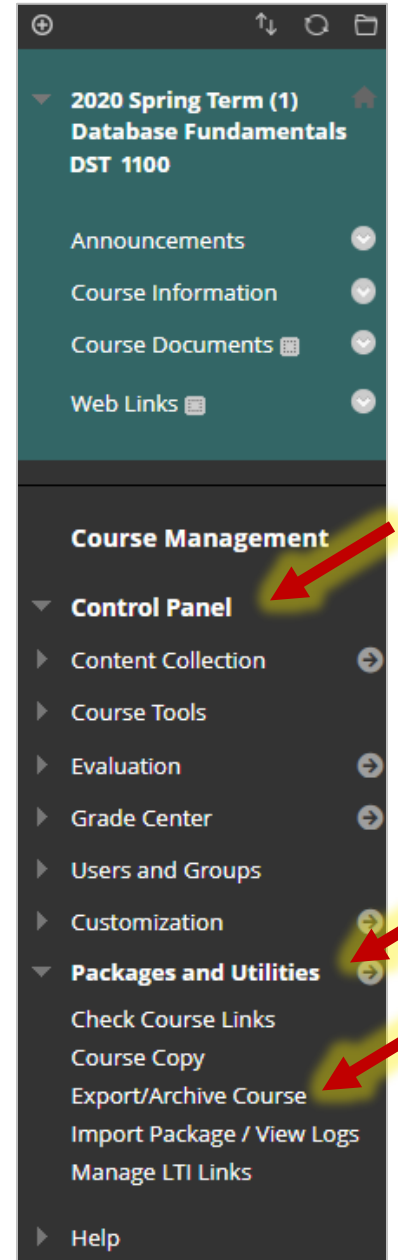 2020 Spring Term (1)
Database Fundamentals
DST 1100
Announcements
Course Information
Course Documents
Web Links
Course Management
Control Panel
Content Collection
Course Tools
Evaluation
Grade Center
Users and Groups
Customization
Packages and Utilities
Check Course Links
Course Copy
Export/Archive Course
Import Package / View Logs
Manage LTI Links
Help